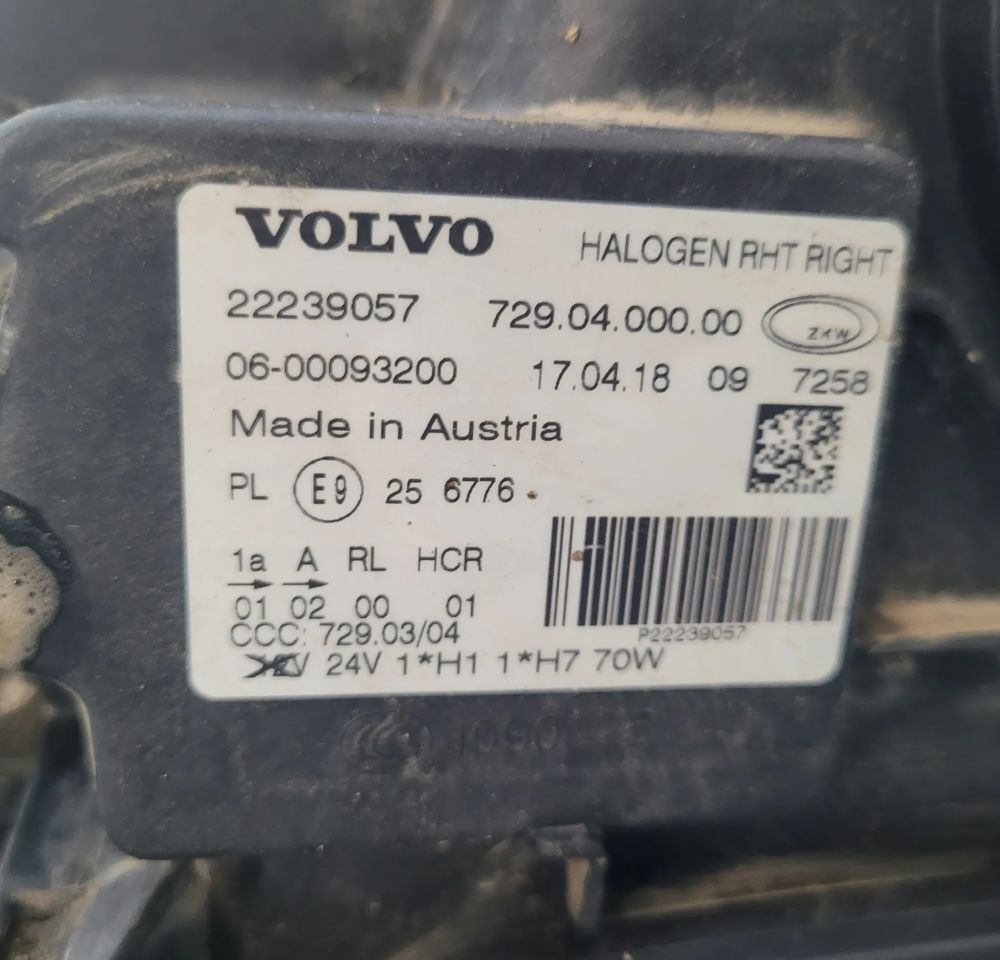 VOLVO HALOGEN RHT RIGHT
22239057 729.04.000.00 ZKW
06-00093200 17.04.18 09 7258
Made in Austria
PL E9 25 6776
1a A RL HCR
01 02 00 01
CCC: 729.03/04
P22239057
24V 1*H1 1*H7 70W